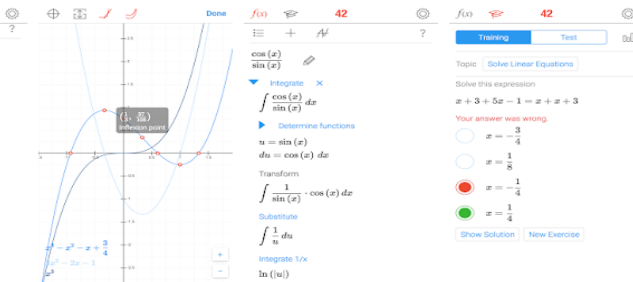 ?
Done
Inflexion point
+
−
f(x)
42
?
cos (x)
sin (x)
Integrate ×
∫ cos (x) / sin (x) dx
Determine functions
u = sin (x)
du = cos (x) dx
Transform
∫ 1 / sin (x) · cos (x) dx
Substitute
∫ 1 / u du
Integrate 1/x
ln (|u|)
f(x)
42
Training Test
Topic Solve Linear Equations
Solve this expression
x + 3 + 5x − 1 = x + x + 3
Your answer was wrong.
x = − 3/4
x = 1/8
x = − 1/4
x = 1/4
Show Solution New Exercise